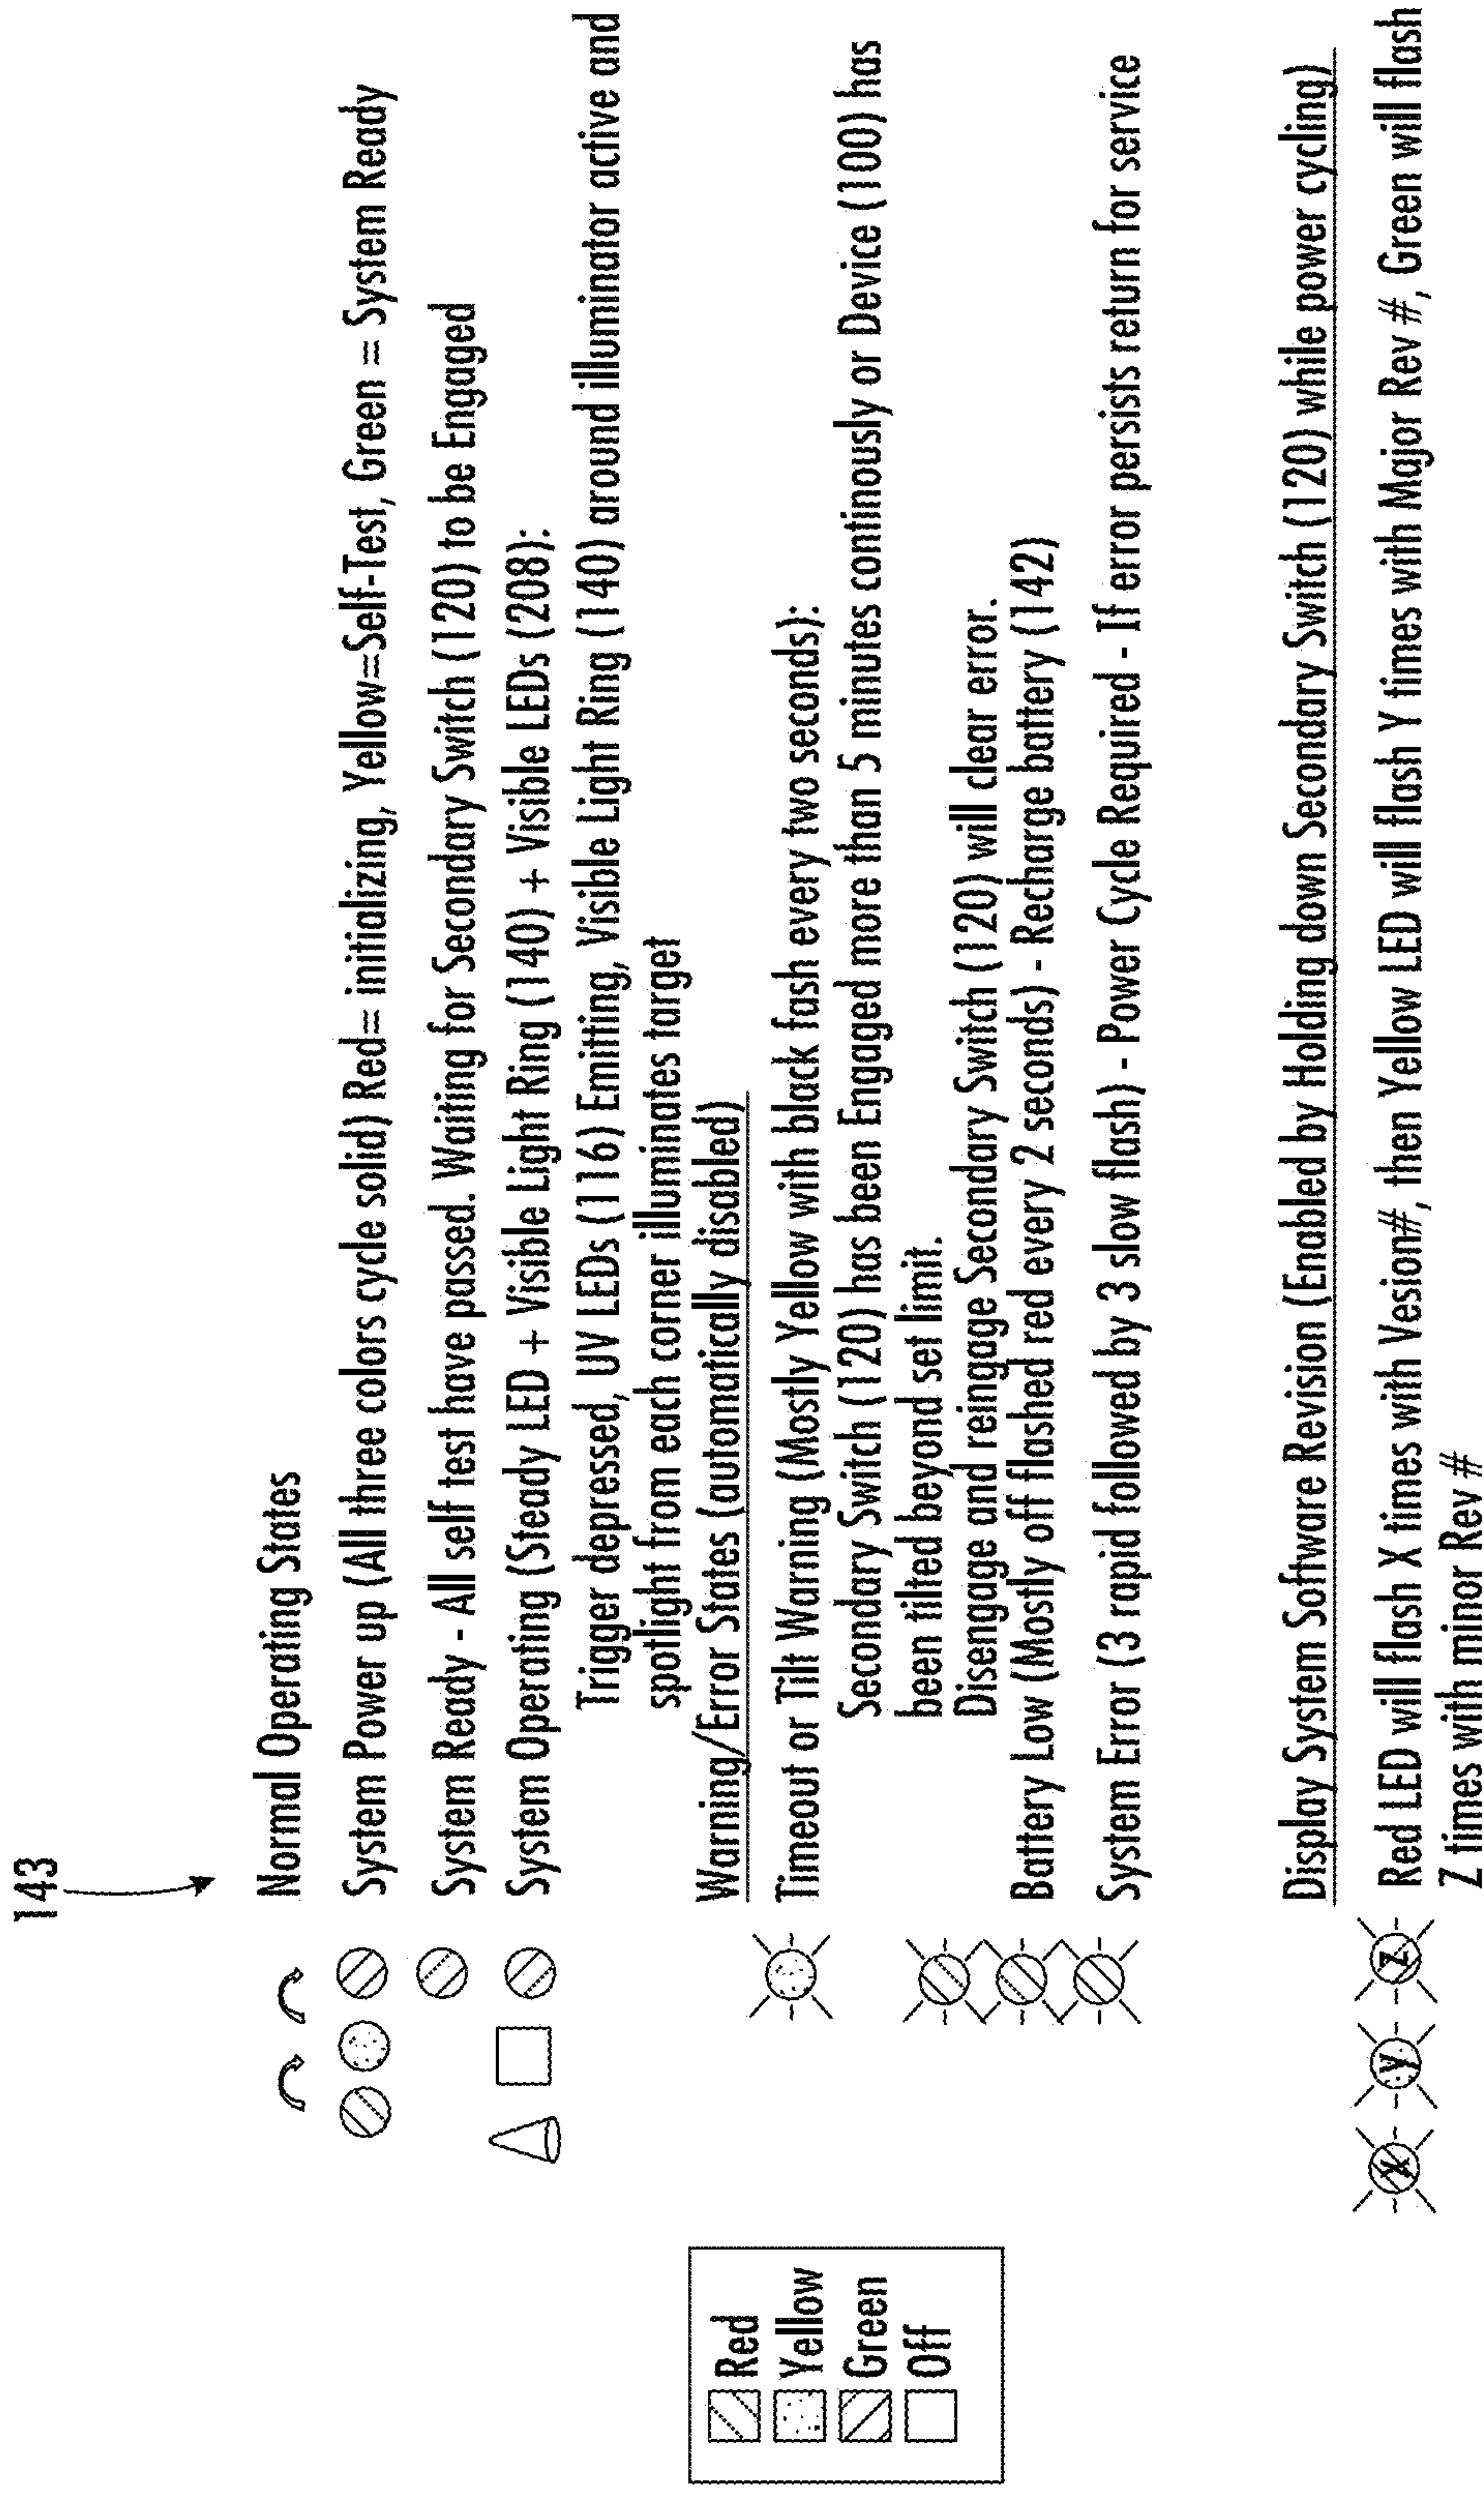 143
Normal Operating States
System Power up (All three colors cycle solid) Red= initializing, Yellow=Self-Test, Green = System Ready
System Ready - All self test have passed. Waiting for Secondary Switch (120) to be Engaged
System Operating (Steady LED + Visible Light Ring (140) + Visible LEDs (208):
Trigger depressed, UV LEDs (116) Emitting, Visible Light Ring (140) around illuminator active and
spotlight from each corner illuminates target
Warning/Error States (automatically disabled)
Timeout or Tilt Warning (Mostly Yellow with black fash every two seconds):
Secondary Switch (120) has been Engaged more than 5 minutes continously or Device (100) has
been tilted beyond set limit.
Disengage and reingage Secondary Switch (120) will clear error.
Battery Low (Mostly off flashed red every 2 seconds) - Recharge battery (142)
System Error (3 rapid followed by 3 slow flash) - Power Cycle Required - If error persists return for service
Display System Software Revision (Enabled by Holding down Secondary Switch (120) while power cycling)
X y Z
Red LED will flash X times with Vesion#, then Yellow LED will flash Y times with Major Rev #, Green will flash
Z times with minor Rev #
Red
Yellow
Green
Off